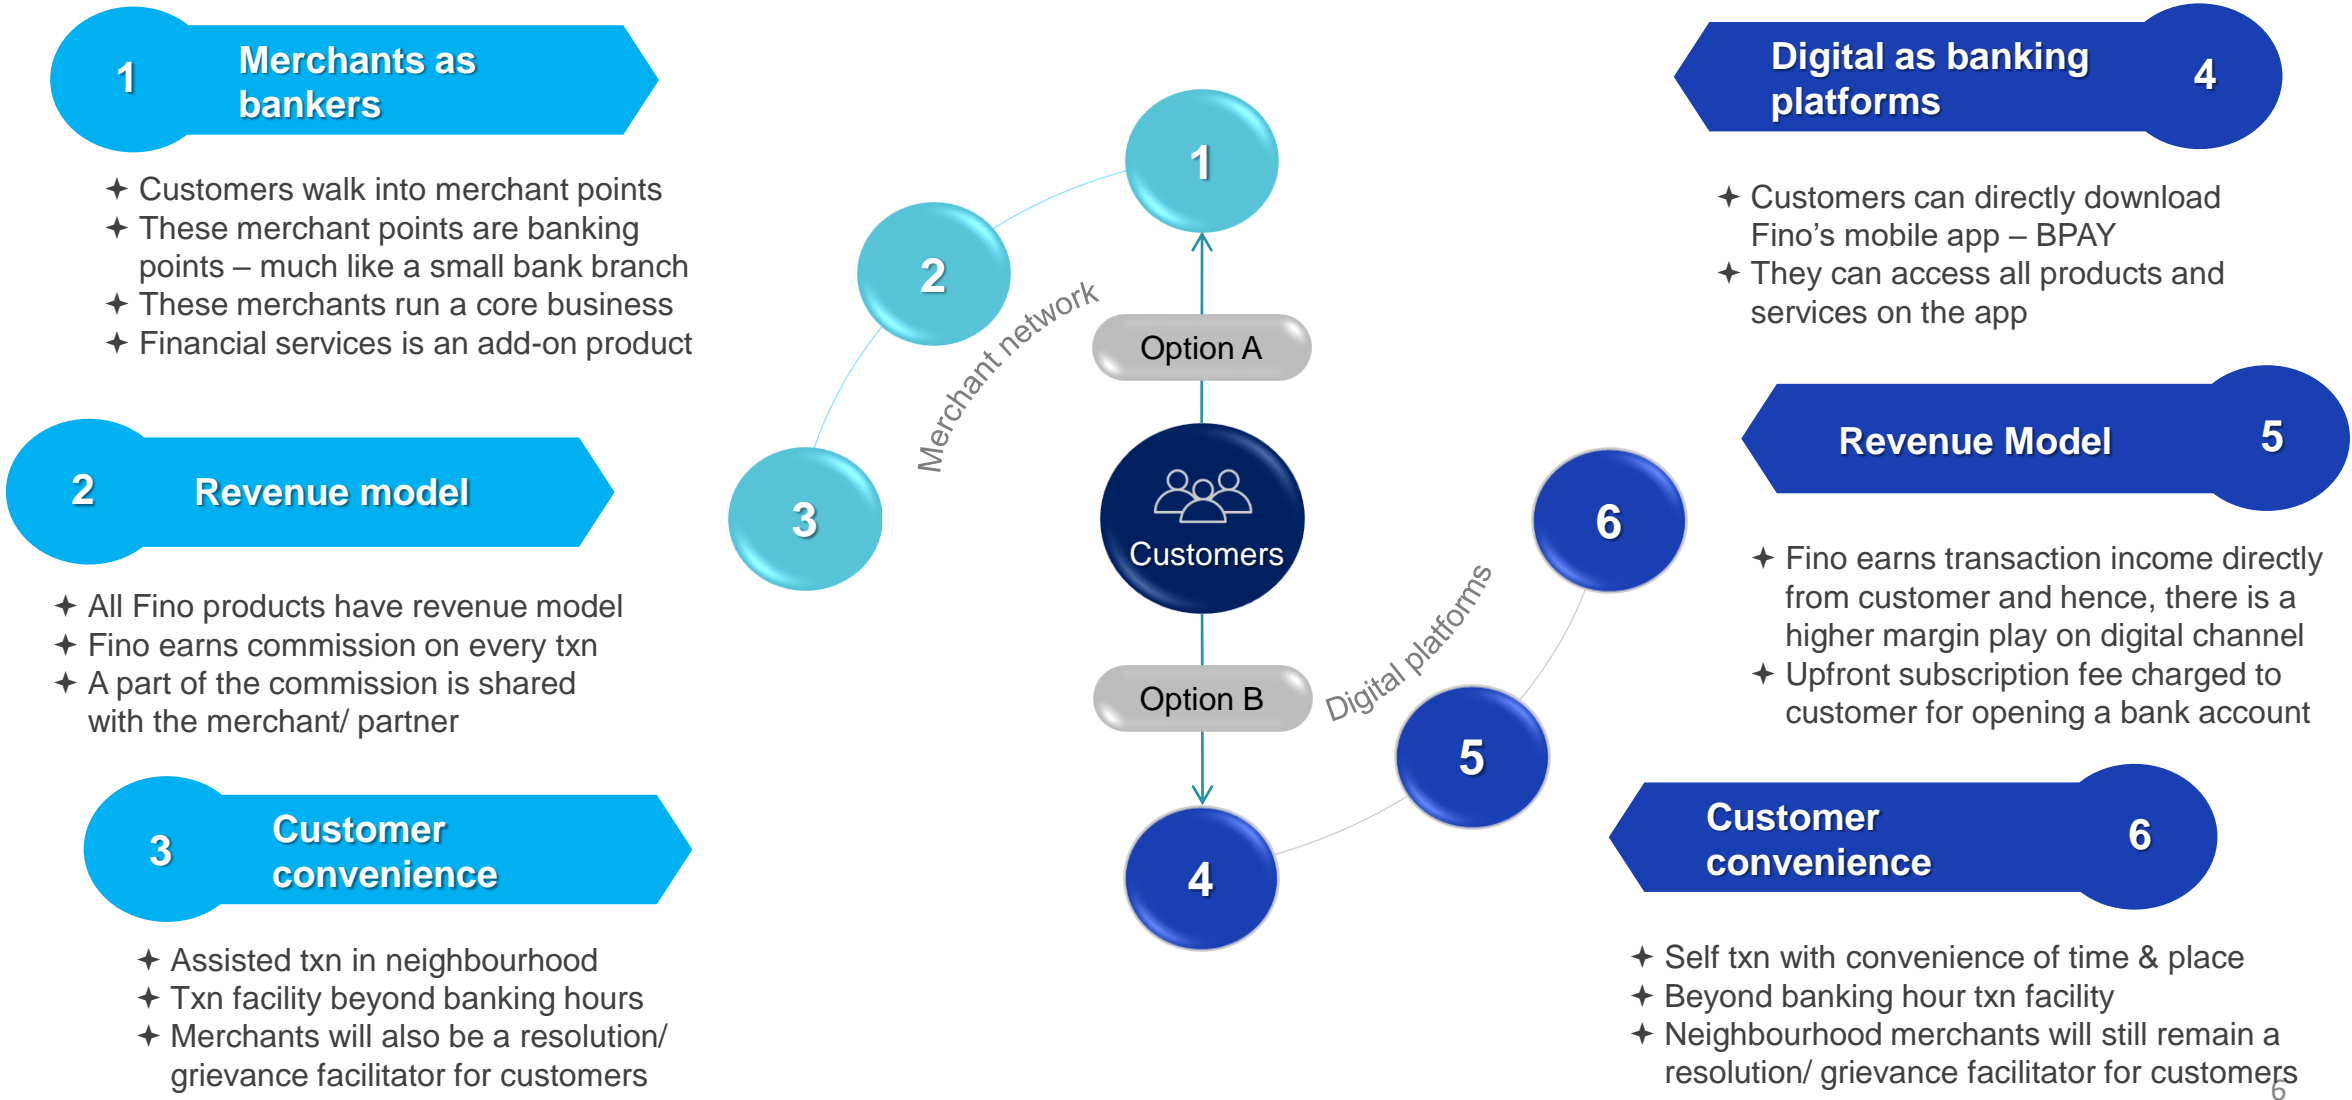 1
Merchants as
bankers
✦ Customers walk into merchant points
✦ These merchant points are banking
points – much like a small bank branch
✦ These merchants run a core business
✦ Financial services is an add-on product
2
Revenue model
✦ All Fino products have revenue model
✦ Fino earns commission on every txn
✦ A part of the commission is shared
with the merchant/ partner
3
Customer
convenience
✦ Assisted txn in neighbourhood
✦ Txn facility beyond banking hours
✦ Merchants will also be a resolution/
grievance facilitator for customers
1
2
3
Merchant network
Option A
Customers
Option B
Digital platforms
6
5
4
Digital as banking
platforms
4
✦ Customers can directly download
Fino’s mobile app – BPAY
✦ They can access all products and
services on the app
Revenue Model
5
✦ Fino earns transaction income directly
from customer and hence, there is a
higher margin play on digital channel
✦ Upfront subscription fee charged to
customer for opening a bank account
Customer
convenience
6
✦ Self txn with convenience of time & place
✦ Beyond banking hour txn facility
✦ Neighbourhood merchants will still remain a
resolution/ grievance facilitator for customers
6